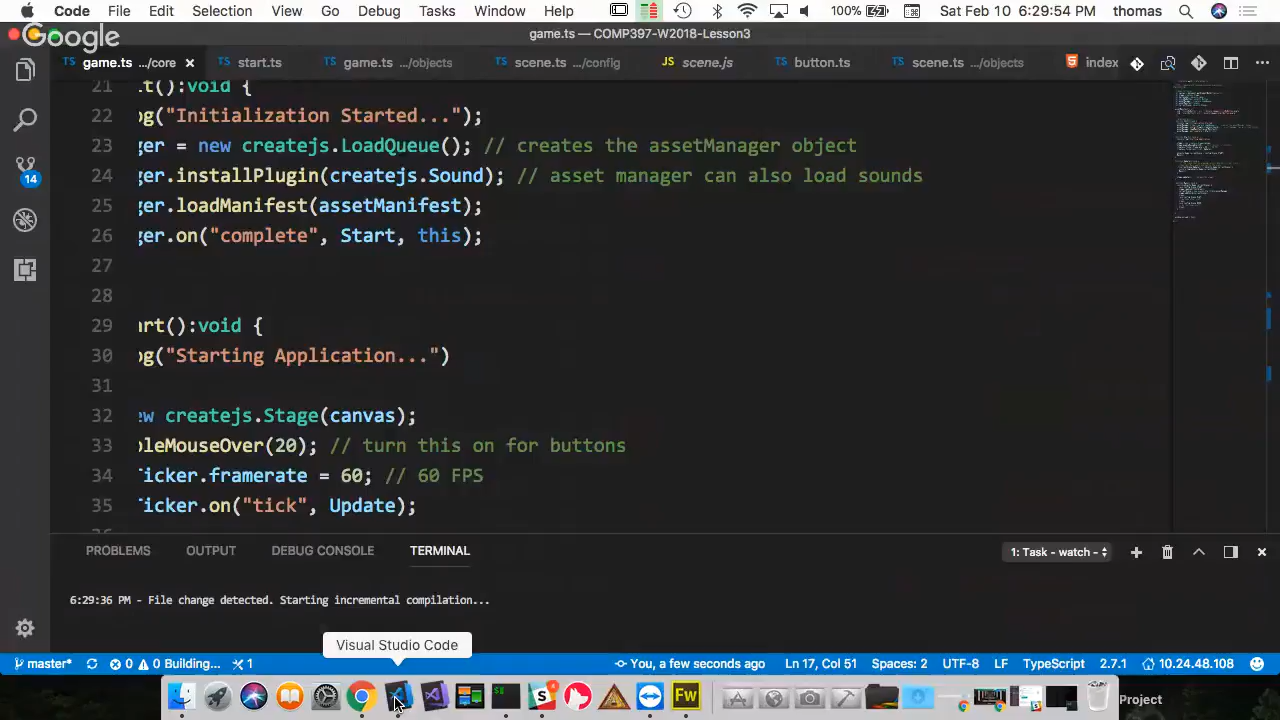 Code File Edit Selection View Go Debug Tasks Window Help 100% Sat Feb 10 6:29:54 PM thomas
Google
game.ts — COMP397-W2018-Lesson3
TS game.ts .../core × TS start.ts TS game.ts .../objects TS scene.ts .../config JS scene.js TS button.ts TS scene.ts .../objects index
21 t():void {
22 og("Initialization Started...");
23 ger = new createjs.LoadQueue(); // creates the assetManager object
24 ger.installPlugin(createjs.Sound); // asset manager can also load sounds
25 ger.loadManifest(assetManifest);
26 ger.on("complete", Start, this);
27
28
29 art():void {
30 og("Starting Application...")
31
32 ew createjs.Stage(canvas);
33 bleMouseOver(20); // turn this on for buttons
34 Ticker.framerate = 60; // 60 FPS
35 Ticker.on("tick", Update);
14
PROBLEMS OUTPUT DEBUG CONSOLE TERMINAL 1: Task - watch -
6:29:36 PM - File change detected. Starting incremental compilation...
Visual Studio Code
master* 0 0 Building... 1 You, a few seconds ago Ln 17, Col 51 Spaces: 2 UTF-8 LF TypeScript 2.7.1 10.24.48.108
4 Fw Project